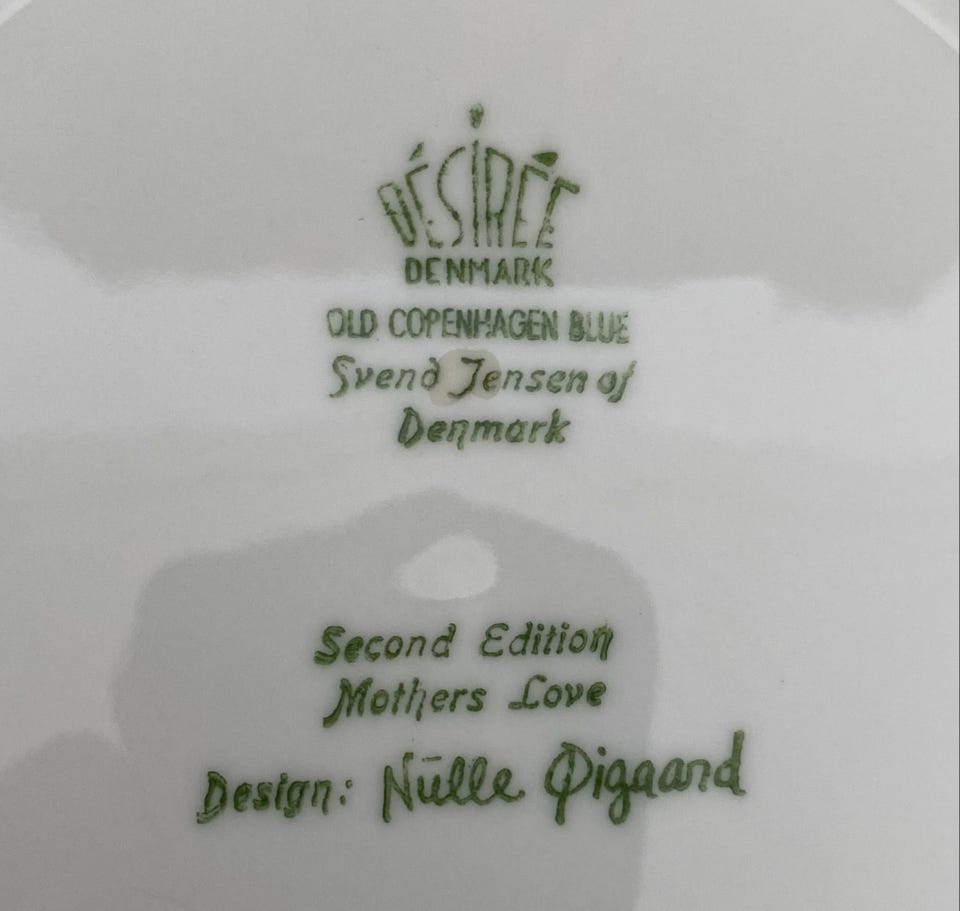 DÉSIRÉE
DENMARK
OLD COPENHAGEN BLUE
Svend Jensen of
Denmark
Second Edition
Mothers Love
Design: Nülle Øigaard